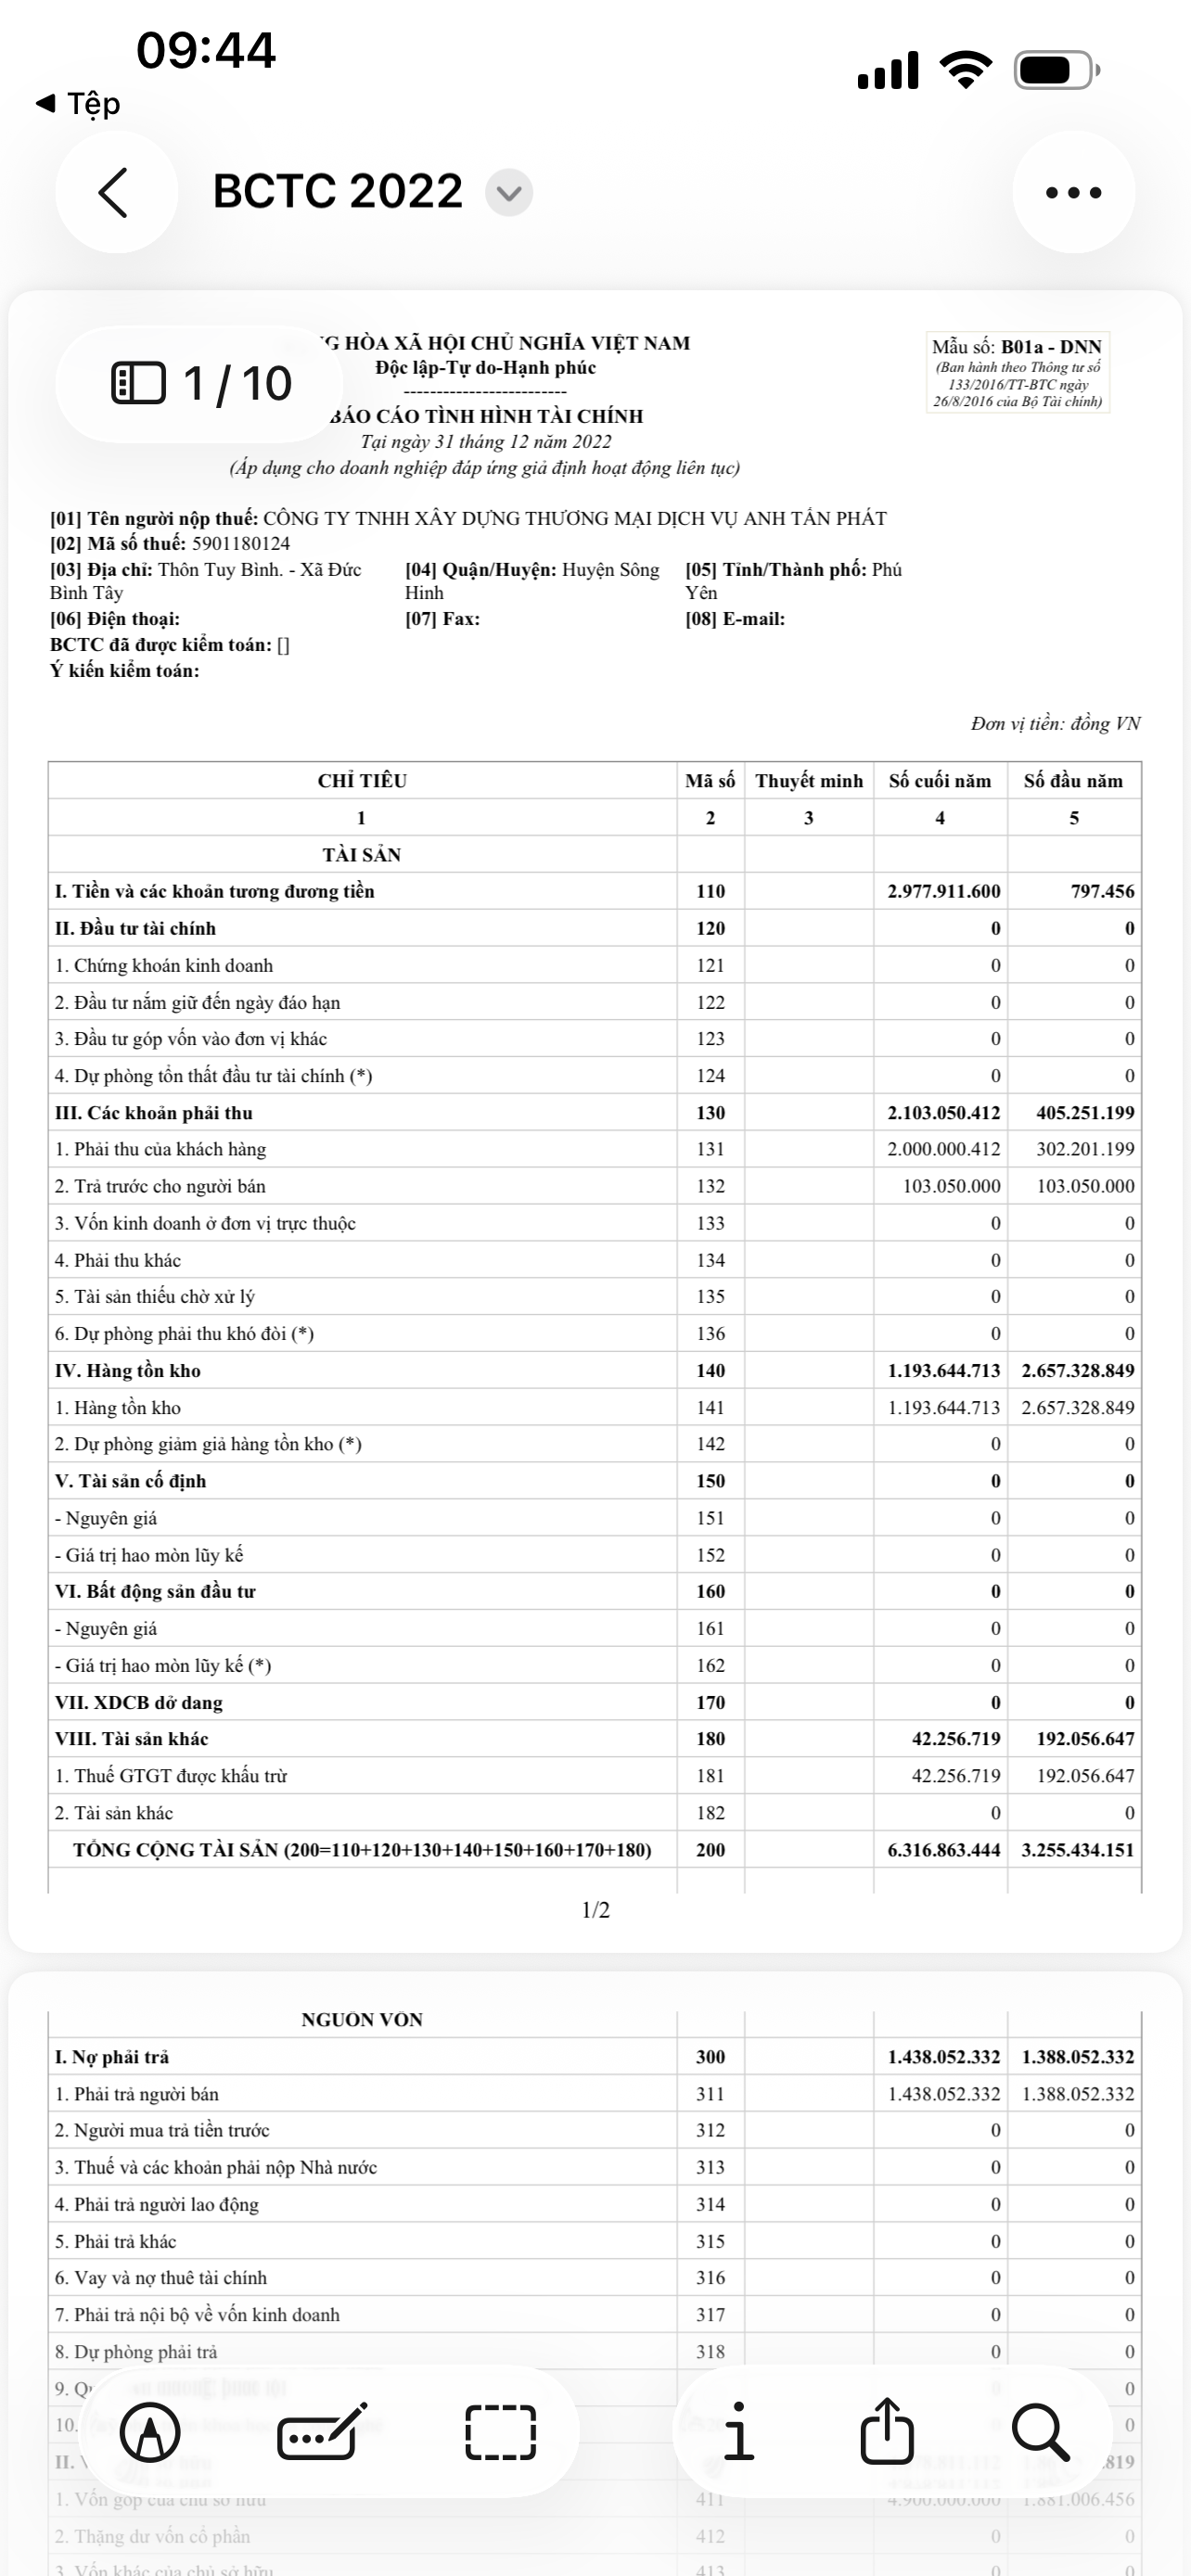 09:44
Tệp
BCTC 2022
1 / 10
HÒA XÃ HỘI CHỦ NGHĨA VIỆT NAM
Độc lập-Tự do-Hạnh phúc
-------------------------
BÁO CÁO TÌNH HÌNH TÀI CHÍNH
Tại ngày 31 tháng 12 năm 2022
(Áp dụng cho doanh nghiệp đáp ứng giả định hoạt động liên tục)
Mẫu số: B01a - DNN
(Ban hành theo Thông tư số
133/2016/TT-BTC ngày
26/8/2016 của Bộ Tài chính)
[01] Tên người nộp thuế: CÔNG TY TNHH XÂY DỰNG THƯƠNG MẠI DỊCH VỤ ANH TẤN PHÁT
[02] Mã số thuế: 5901180124
[03] Địa chỉ: Thôn Tuy Bình. - Xã Đức Bình Tây
[04] Quận/Huyện: Huyện Sông Hinh
[05] Tỉnh/Thành phố: Phú Yên
[06] Điện thoại: [07] Fax: [08] E-mail:
BCTC đã được kiểm toán: []
Ý kiến kiểm toán:
Đơn vị tiền: đồng VN
CHỈ TIÊU Mã số Thuyết minh Số cuối năm Số đầu năm
1 2 3 4 5
TÀI SẢN
I. Tiền và các khoản tương đương tiền 110 2.977.911.600 797.456
II. Đầu tư tài chính 120 0 0
1. Chứng khoán kinh doanh 121 0 0
2. Đầu tư nắm giữ đến ngày đáo hạn 122 0 0
3. Đầu tư góp vốn vào đơn vị khác 123 0 0
4. Dự phòng tổn thất đầu tư tài chính (*) 124 0 0
III. Các khoản phải thu 130 2.103.050.412 405.251.199
1. Phải thu của khách hàng 131 2.000.000.412 302.201.199
2. Trả trước cho người bán 132 103.050.000 103.050.000
3. Vốn kinh doanh ở đơn vị trực thuộc 133 0 0
4. Phải thu khác 134 0 0
5. Tài sản thiếu chờ xử lý 135 0 0
6. Dự phòng phải thu khó đòi (*) 136 0 0
IV. Hàng tồn kho 140 1.193.644.713 2.657.328.849
1. Hàng tồn kho 141 1.193.644.713 2.657.328.849
2. Dự phòng giảm giá hàng tồn kho (*) 142 0 0
V. Tài sản cố định 150 0 0
- Nguyên giá 151 0 0
- Giá trị hao mòn lũy kế 152 0 0
VI. Bất động sản đầu tư 160 0 0
- Nguyên giá 161 0 0
- Giá trị hao mòn lũy kế (*) 162 0 0
VII. XDCB dở dang 170 0 0
VIII. Tài sản khác 180 42.256.719 192.056.647
1. Thuế GTGT được khấu trừ 181 42.256.719 192.056.647
2. Tài sản khác 182 0 0
TỔNG CỘNG TÀI SẢN (200=110+120+130+140+150+160+170+180) 200 6.316.863.444 3.255.434.151
1/2
NGUỒN VỐN
I. Nợ phải trả 300 1.438.052.332 1.388.052.332
1. Phải trả người bán 311 1.438.052.332 1.388.052.332
2. Người mua trả tiền trước 312 0 0
3. Thuế và các khoản phải nộp Nhà nước 313 0 0
4. Phải trả người lao động 314 0 0
5. Phải trả khác 315 0 0
6. Vay và nợ thuê tài chính 316 0 0
7. Phải trả nội bộ về vốn kinh doanh 317 0 0
8. Dự phòng phải trả 318 0 0
9. 0
10. 0
II. .819
1. Vốn góp của chủ sở hữu 411 4.900.000.000 1.881.006.456
2. Thặng dư vốn cổ phần 412 0 0
3. Vốn khác của chủ sở hữu 413 0 0